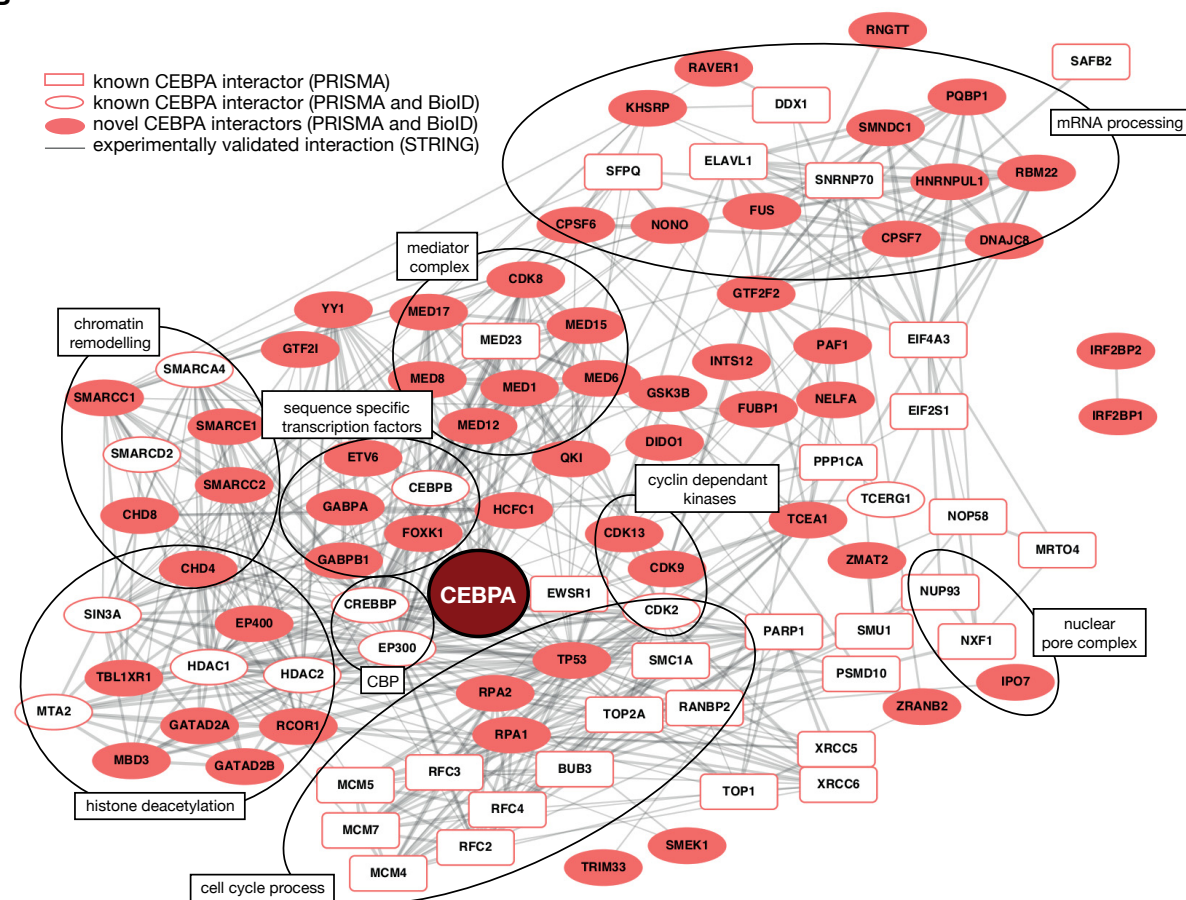 RNGTT
SAFB2
known CEBPA interactor (PRISMA)
known CEBPA interactor (PRISMA and BioID)
novel CEBPA interactors (PRISMA and BioID)
experimentally validated interaction (STRING)
RAVER1
KHSRP
DDX1
PQBP1
mRNA processing
SMNDC1
ELAVL1
SFPQ
SNRNP70
HNRNPUL1
RBM22
FUS
CPSF6
NONO
CPSF7
DNAJC8
mediator
complex
CDK8
GTF2F2
YY1
MED17
MED15
chromatin
remodelling
MED23
GTF2I
INTS12
PAF1
EIF4A3
IRF2BP2
SMARCA4
MED8
MED1
MED6
SMARCC1
GSK3B
FUBP1
NELFA
EIF2S1
IRF2BP1
sequence specific
transcription factors
SMARCE1
MED12
DIDO1
SMARCD2
ETV6
QKI
PPP1CA
cyclin dependant
kinases
SMARCC2
CEBPB
TCERG1
GABPA
HCFC1
CHD8
NOP58
TCEA1
FOXK1
CDK13
MRTO4
GABPB1
ZMAT2
CHD4
CDK9
CEBPA
EWSR1
NUP93
CREBBP
CDK2
SIN3A
EP400
PARP1
SMU1
nuclear
pore complex
NXF1
EP300
HDAC1
HDAC2
TP53
SMC1A
TBL1XR1
CBP
PSMD10
IPO7
RPA2
MTA2
GATAD2A
RCOR1
TOP2A
RANBP2
ZRANB2
RPA1
XRCC5
MBD3
GATAD2B
RFC3
BUB3
MCM5
XRCC6
TOP1
histone deacetylation
RFC4
MCM7
RFC2
SMEK1
MCM4
TRIM33
cell cycle process